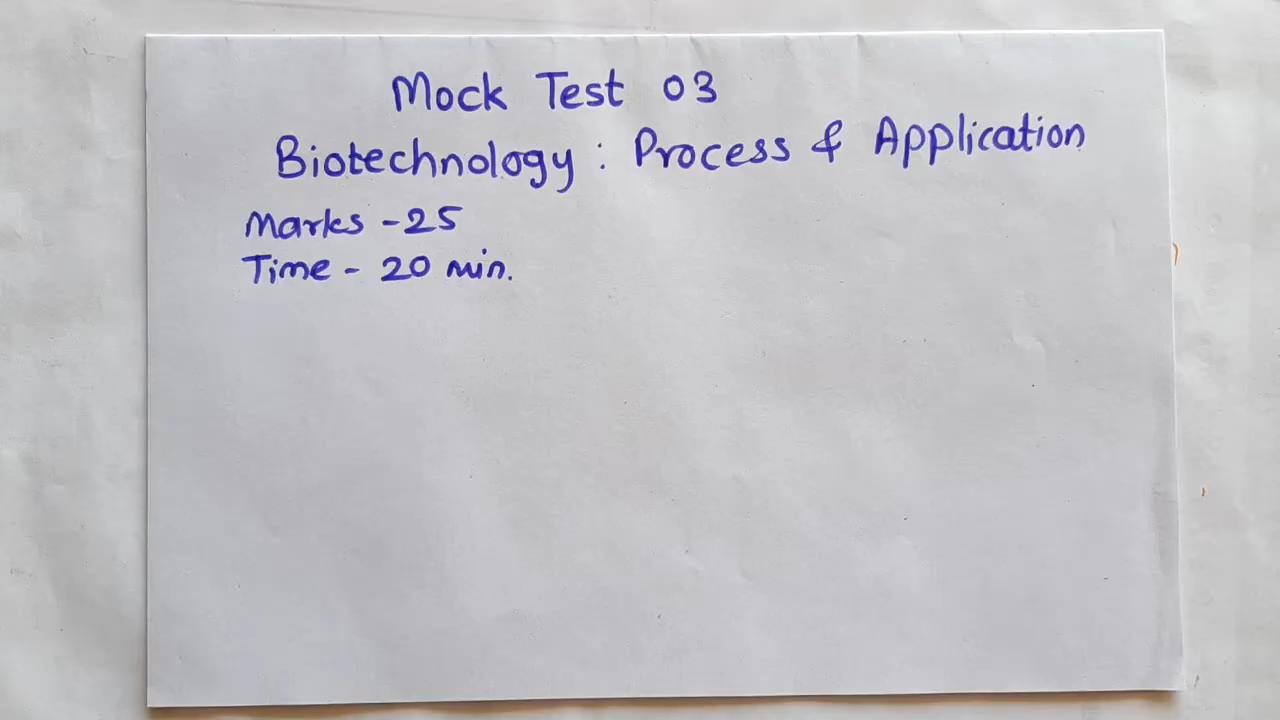 Mock Test 03
Biotechnology : Process & Application
Marks - 25
Time - 20 min.